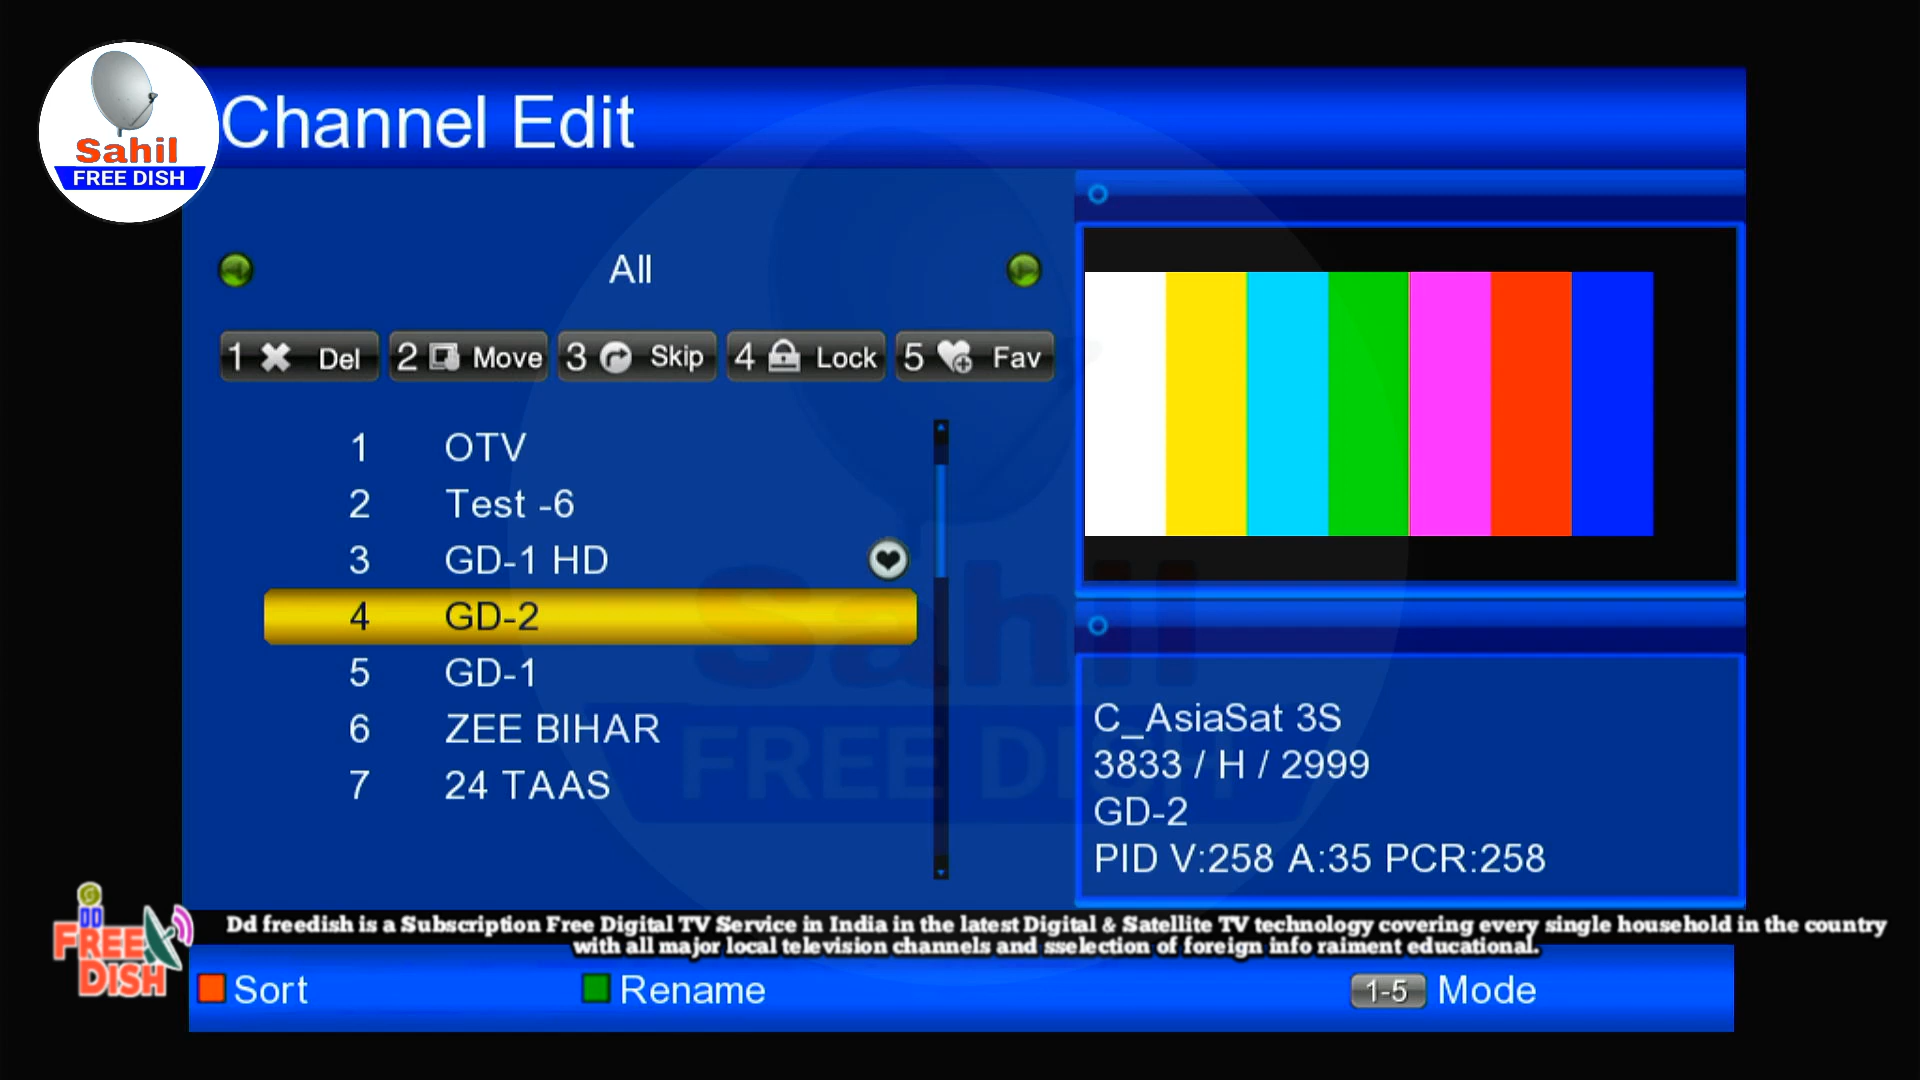 Sahil
FREE DISH
Channel Edit
All
1 Del 2 Move 3 Skip 4 Lock 5 Fav
1 OTV
2 Test -6
3 GD-1 HD
4 GD-2
5 GD-1
6 ZEE BIHAR
7 24 TAAS
Sahil
FREE DISH
C_AsiaSat 3S
3833 / H / 2999
GD-2
PID V:258 A:35 PCR:258
DD
FREE
DISH
Dd freedish is a Subscription Free Digital TV Service in India in the latest Digital & Satellite TV technology covering every single household in the country
with all major local television channels and sselection of foreign info raiment educational.
Sort Rename 1-5 Mode